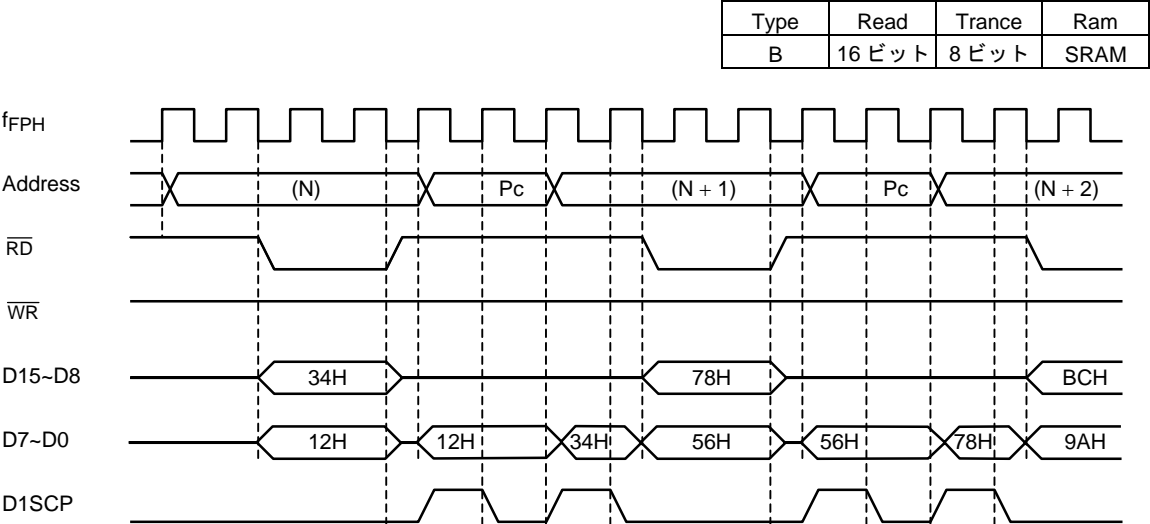 Type Read Trance Ram
B 16 ビット 8 ビット SRAM
fFPH
Address (N) Pc (N + 1) Pc (N + 2)
RD
WR
D15~D8 34H 78H BCH
D7~D0 12H 12H 34H 56H 56H 78H 9AH
D1SCP